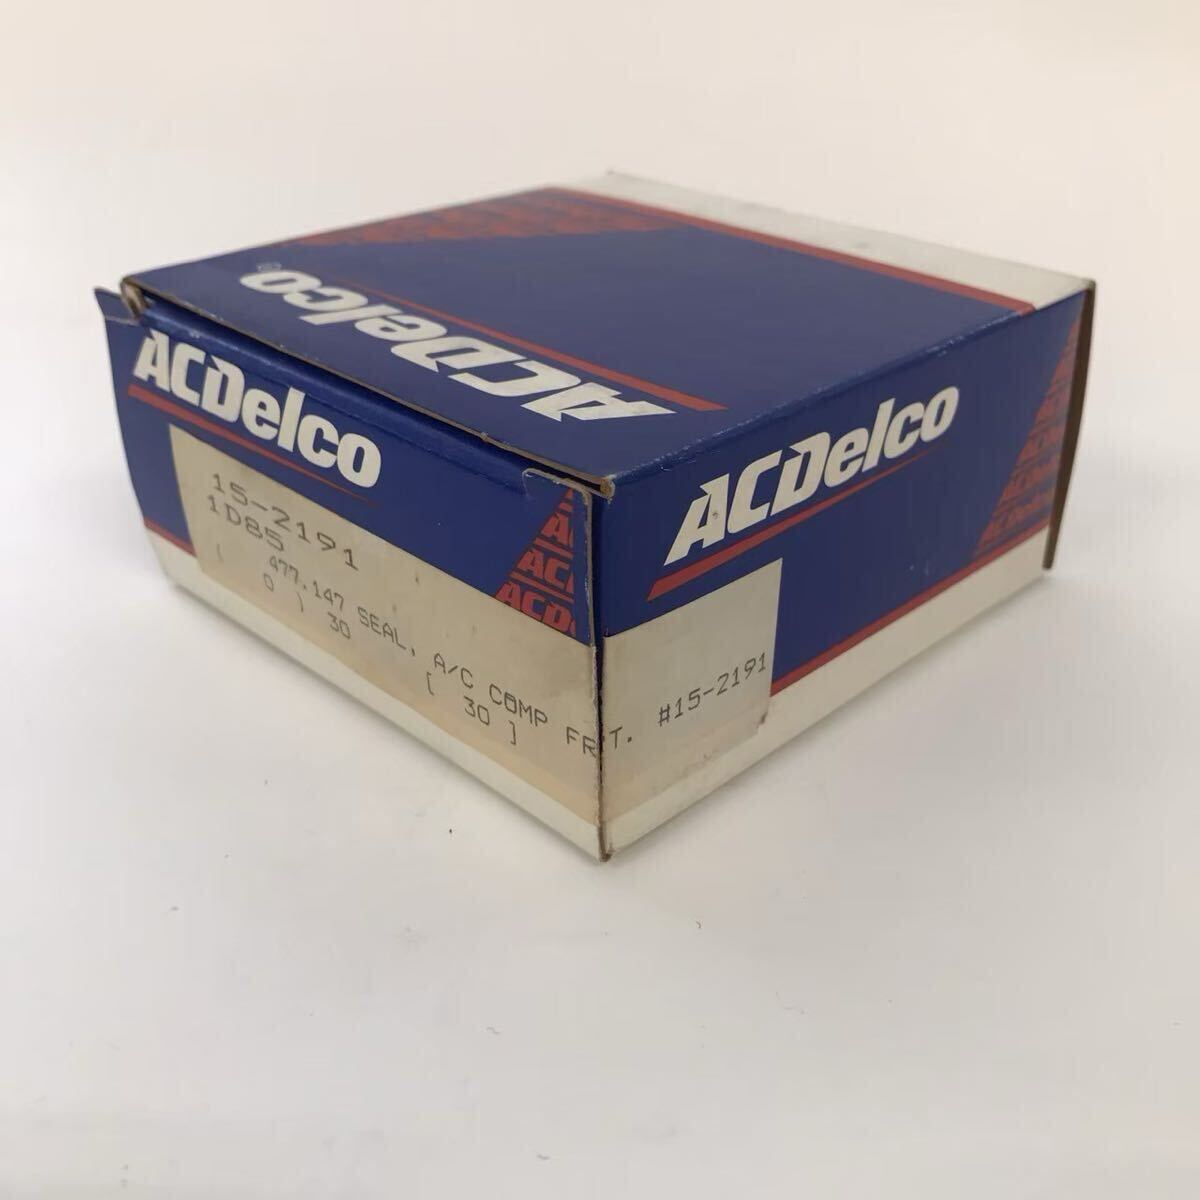 ACDelco
ACDelco
15-2191
1D85
477.147 SEAL, A/C COMP FRT. #15-2191
( 0 ) 30 [ 30 ]
ACDelco